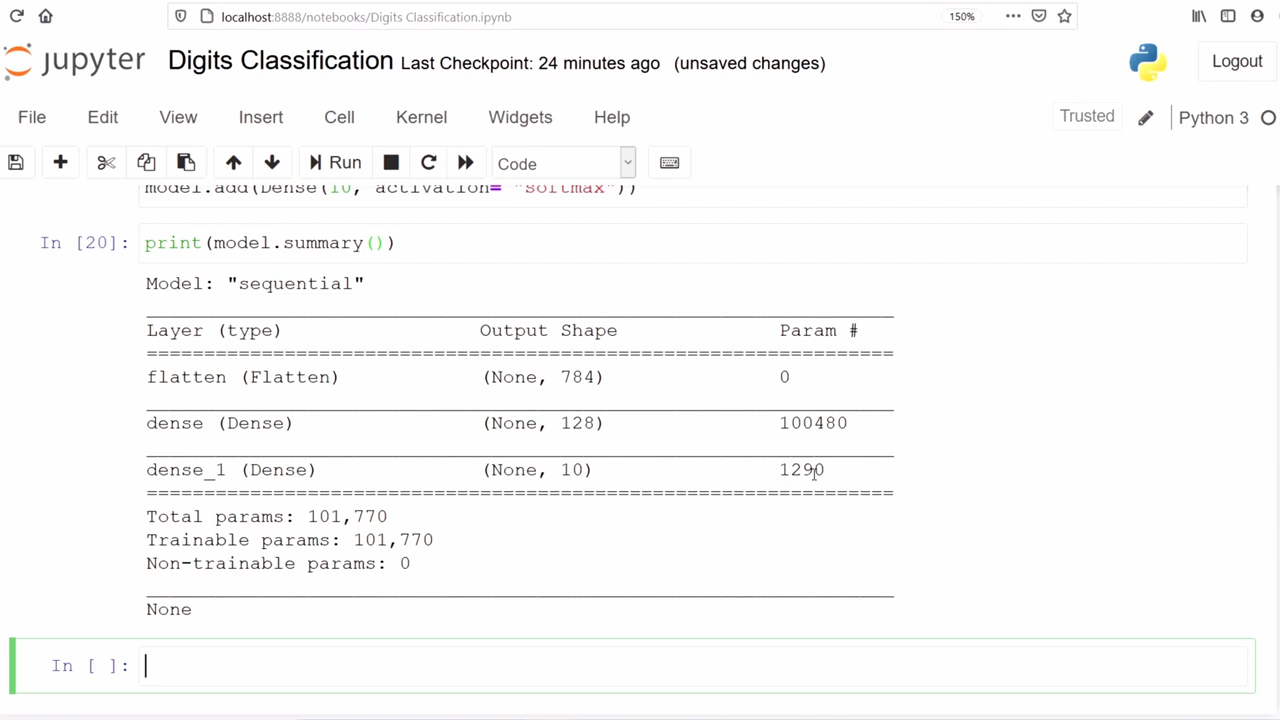 localhost:8888/notebooks/Digits Classification.ipynb 150%
jupyter Digits Classification Last Checkpoint: 24 minutes ago (unsaved changes) Logout
File Edit View Insert Cell Kernel Widgets Help Trusted Python 3
Run Code
model.add(Dense(10, activation= "softmax"))
In [20]: print(model.summary())
Model: "sequential"
Layer (type) Output Shape Param #
flatten (Flatten) (None, 784) 0
dense (Dense) (None, 128) 100480
dense_1 (Dense) (None, 10) 1290
Total params: 101,770
Trainable params: 101,770
Non-trainable params: 0
None
In [ ]: